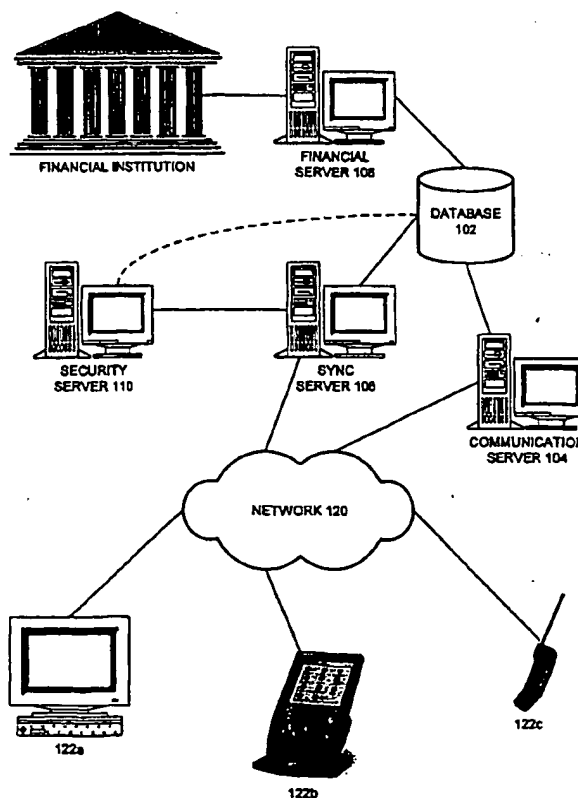 FINANCIAL INSTITUTION
FINANCIAL
SERVER 108
DATABASE
102
SECURITY
SERVER 110
SYNC
SERVER 106
COMMUNICATION
SERVER 104
NETWORK 120
122a
122b
122c